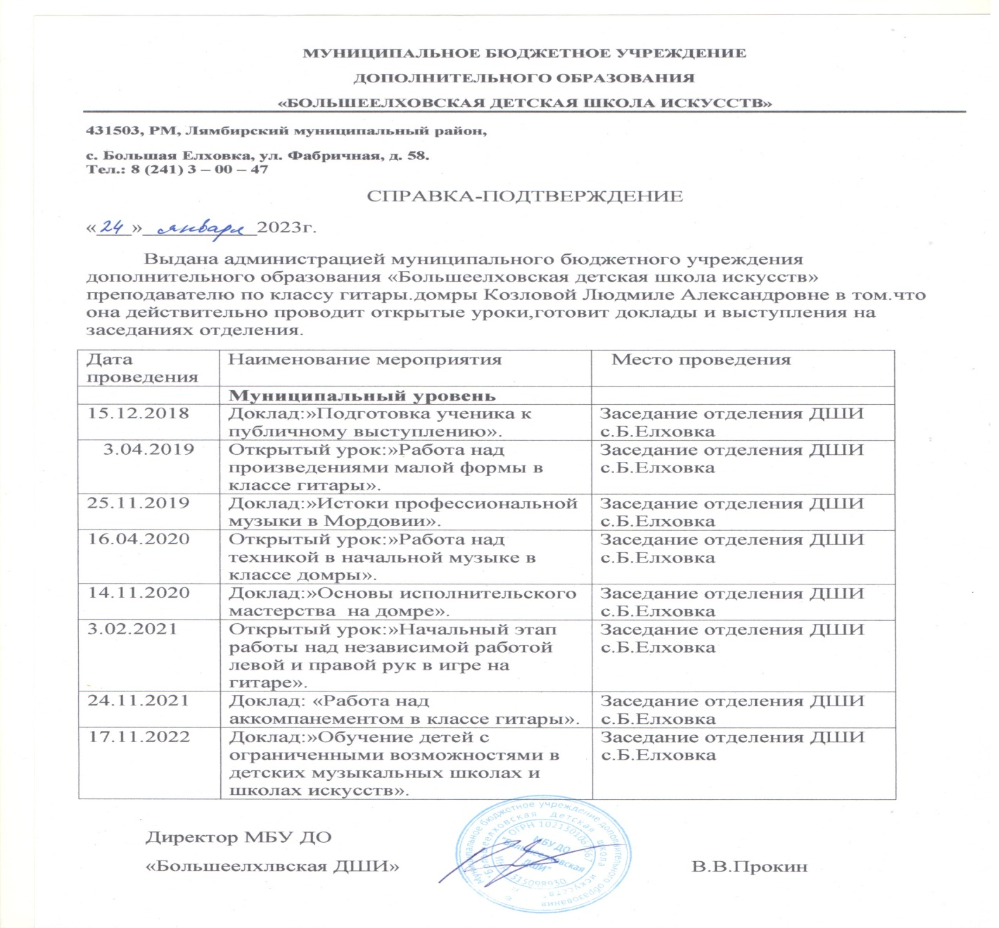 МУНИЦИПАЛЬНОЕ БЮДЖЕТНОЕ УЧРЕЖДЕНИЕ
ДОПОЛНИТЕЛЬНОГО ОБРАЗОВАНИЯ
«БОЛЬШЕЕЛХОВСКАЯ ДЕТСКАЯ ШКОЛА ИСКУССТВ»
431503, РМ, Лямбирский муниципальный район,
с. Большая Елховка, ул. Фабричная, д. 58.
Тел.: 8 (241) 3 – 00 – 47
СПРАВКА-ПОДТВЕРЖДЕНИЕ
«24» января 2023г.
Выдана администрацией муниципального бюджетного учреждения
дополнительного образования «Большеелховская детская школа искусств»
преподавателю по классу гитары.домры Козловой Людмиле Александровне в том.что
она действительно проводит открытые уроки,готовит доклады и выступления на
заседаниях отделения.
Дата Наименование мероприятия Место проведения
проведения
Муниципальный уровень
15.12.2018 Доклад:»Подготовка ученика к Заседание отделения ДШИ
публичному выступлению». с.Б.Елховка
3.04.2019 Открытый урок:»Работа над Заседание отделения ДШИ
произведениями малой формы в с.Б.Елховка
классе гитары».
25.11.2019 Доклад:»Истоки профессиональной Заседание отделения ДШИ
музыки в Мордовии». с.Б.Елховка
16.04.2020 Открытый урок:»Работа над Заседание отделения ДШИ
техникой в начальной музыке в с.Б.Елховка
классе домры».
14.11.2020 Доклад:»Основы исполнительского Заседание отделения ДШИ
мастерства на домре». с.Б.Елховка
3.02.2021 Открытый урок:»Начальный этап Заседание отделения ДШИ
работы над независимой работой с.Б.Елховка
левой и правой рук в игре на
гитаре».
24.11.2021 Доклад: «Работа над Заседание отделения ДШИ
аккомпанементом в классе гитары». с.Б.Елховка
17.11.2022 Доклад:»Обучение детей с Заседание отделения ДШИ
ограниченными возможностями в с.Б.Елховка
детских музыкальных школах и
школах искусств».
Директор МБУ ДО
«Большеелхлвская ДШИ» В.В.Прокин
Муниципальное бюджетное учреждение дополнительного образования
"Большеелховская детская школа искусств"
МБУ ДО
"Большеелховская
ДШИ"